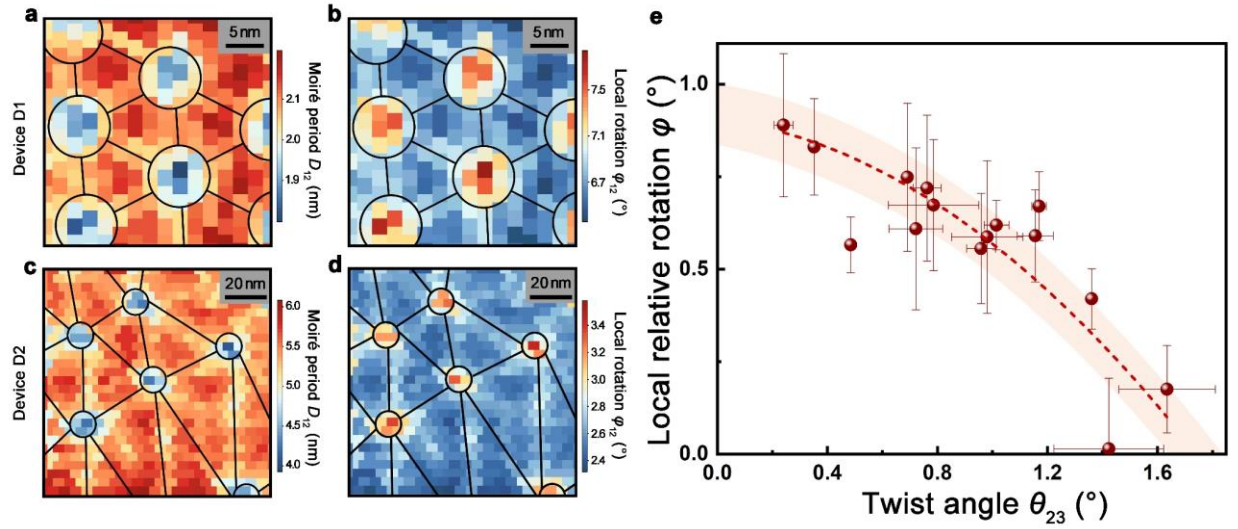 a
b
5 nm
5 nm
Device D1
2.1
2.0
1.9
Moiré period D₁₂ (nm)
7.5
7.1
6.7
Local rotation φ₁₂ (°)
c
d
20 nm
20 nm
Device D2
6.0
5.5
5.0
4.5
4.0
Moiré period D₁₂ (nm)
3.4
3.2
3.0
2.8
2.6
2.4
Local rotation φ₁₂ (°)
e
Local relative rotation φ (°)
1.0
0.5
0.0
0.0
0.4
0.8
1.2
1.6
Twist angle θ₂₃ (°)